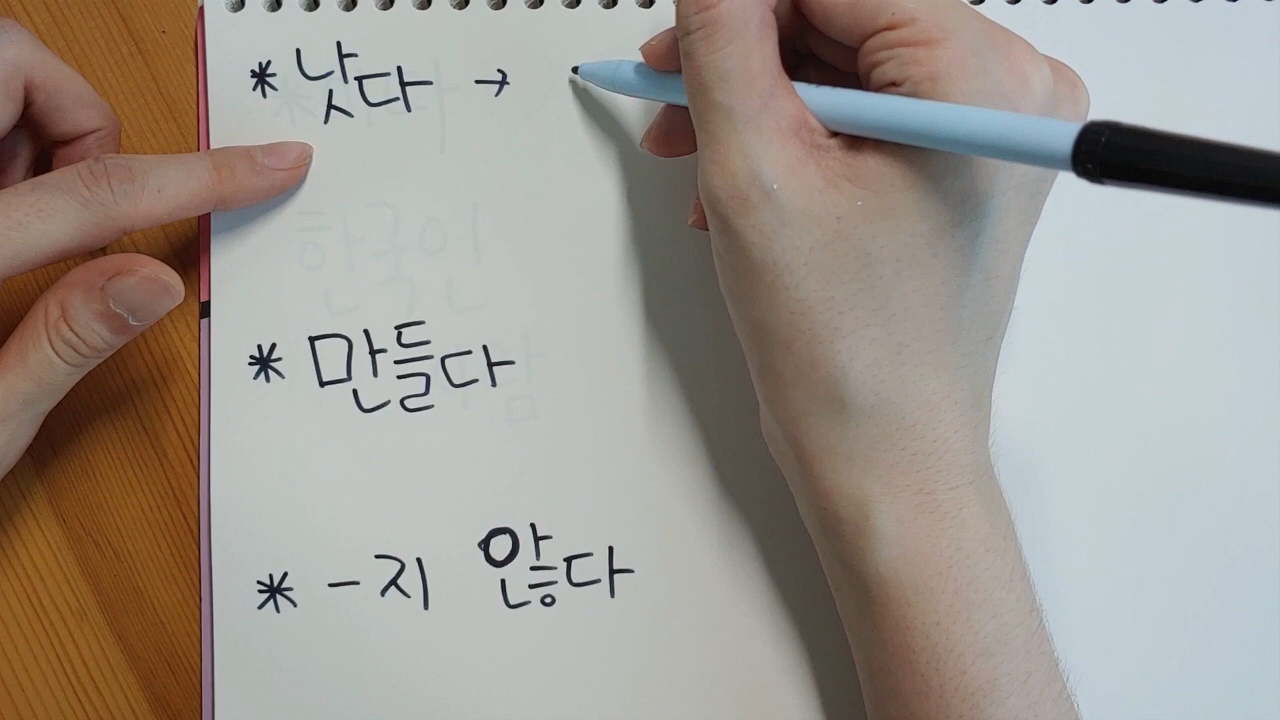 * 낫다 →
* 만들다
* -지 않다